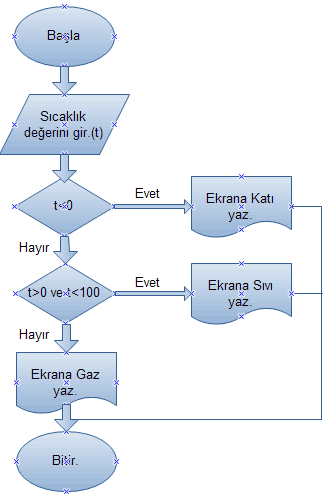 Başla
Sıcaklık
değerini gir.(t)
t<0
Evet
Ekrana Katı
yaz.
Hayır
t>0 ve t<100
Evet
Ekrana Sıvı
yaz.
Hayır
Ekrana Gaz
yaz.
Bitir.